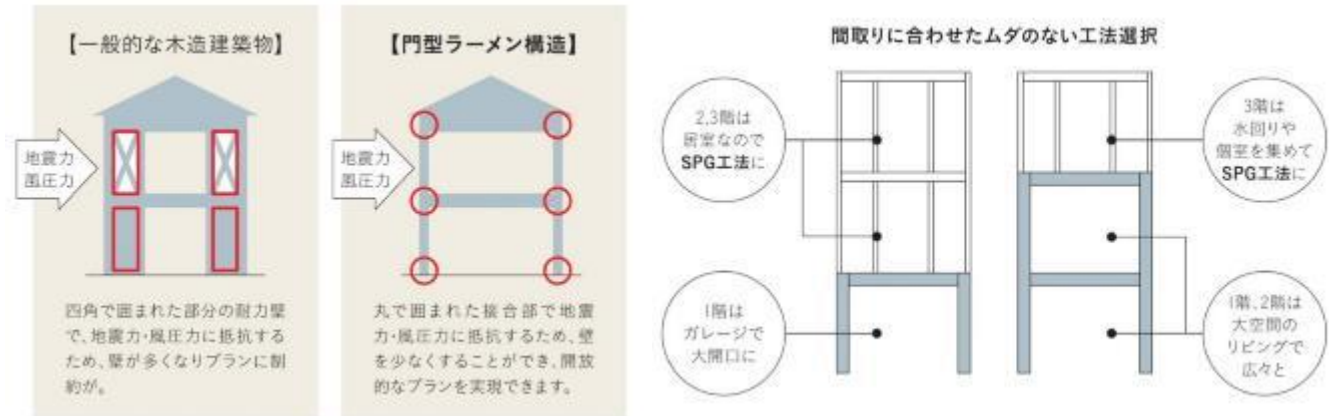 【一般的な木造建築物】
地震力
風圧力
四角で囲まれた部分の耐力壁
で、地震力・風圧力に抵抗する
ため、壁が多くなりプランに制
約が。
【門型ラーメン構造】
地震力
風圧力
丸で囲まれた接合部で地震
力・風圧力に抵抗するため、壁
を少なくすることができ、開放
的なプランを実現できます。
間取りに合わせたムダのない工法選択
2,3階は
居室なので
SPG工法に
1階は
ガレージで
大開口に
3階は
水回りや
個室を集めて
SPG工法に
1階、2階は
大空間の
リビングで
広々と